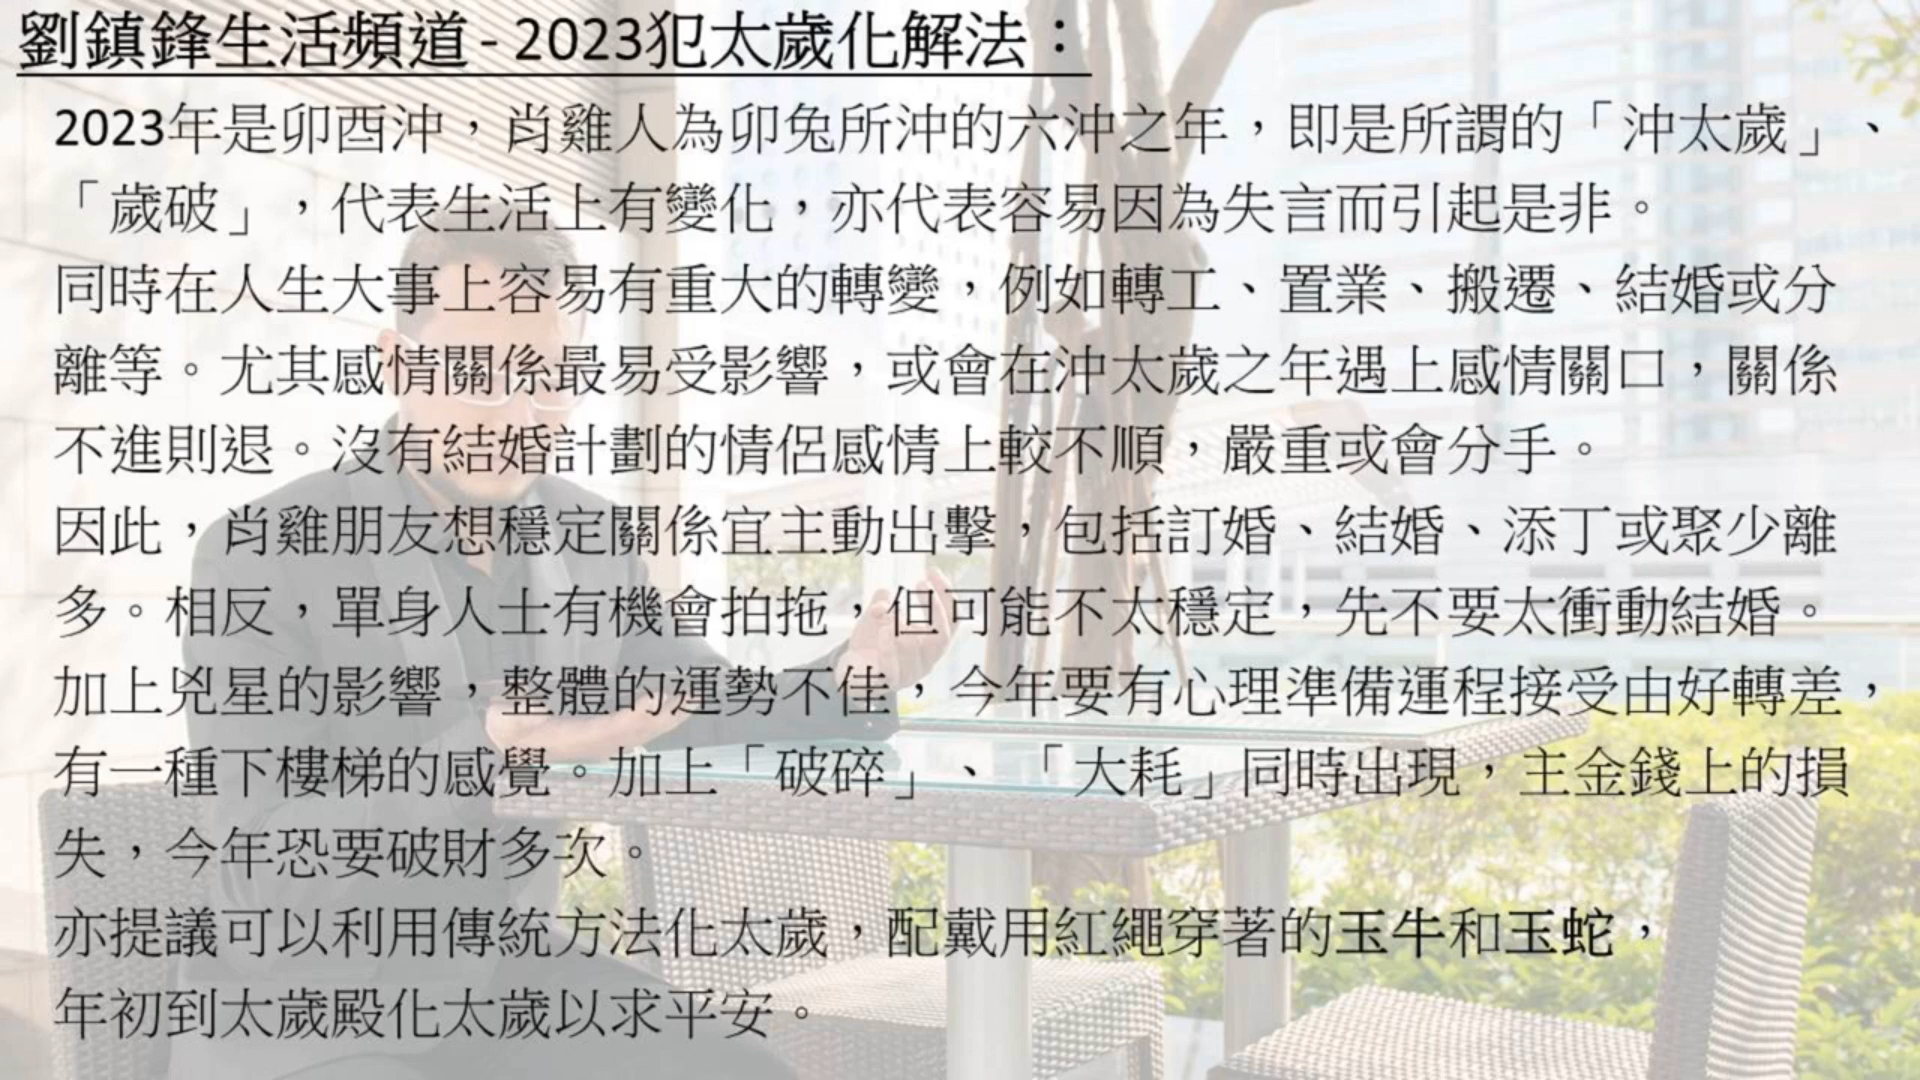 劉鎮鋒生活頻道 - 2023犯太歲化解法：
2023年是卯酉沖，肖雞人為卯兔所沖的六沖之年，即是所謂的「沖太歲」、
「歲破」，代表生活上有變化，亦代表容易因為失言而引起是非。
同時在人生大事上容易有重大的轉變，例如轉工、置業、搬遷、結婚或分
離等。尤其感情關係最易受影響，或會在沖太歲之年遇上感情關口，關係
不進則退。沒有結婚計劃的情侶感情上較不順，嚴重或會分手。
因此，肖雞朋友想穩定關係宜主動出擊，包括訂婚、結婚、添丁或聚少離
多。相反，單身人士有機會拍拖，但可能不太穩定，先不要太衝動結婚。
加上兇星的影響，整體的運勢不佳，今年要有心理準備運程接受由好轉差，
有一種下樓梯的感覺。加上「破碎」、「大耗」同時出現，主金錢上的損
失，今年恐要破財多次。
亦提議可以利用傳統方法化太歲，配戴用紅繩穿著的玉牛和玉蛇，
年初到太歲殿化太歲以求平安。